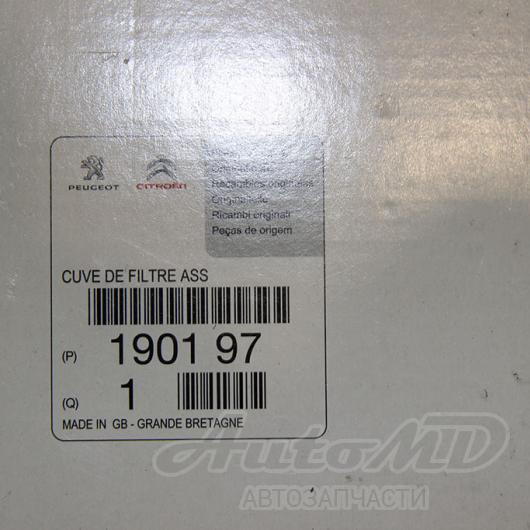 PEUGEOT CITROËN
Recambios originales
Ricambi originali
Peças de origem
CUVE DE FILTRE ASS
(P) 1901 97
(Q) 1
MADE IN GB - GRANDE BRETAGNE
AutoMD
АВТОЗАПЧАСТИ